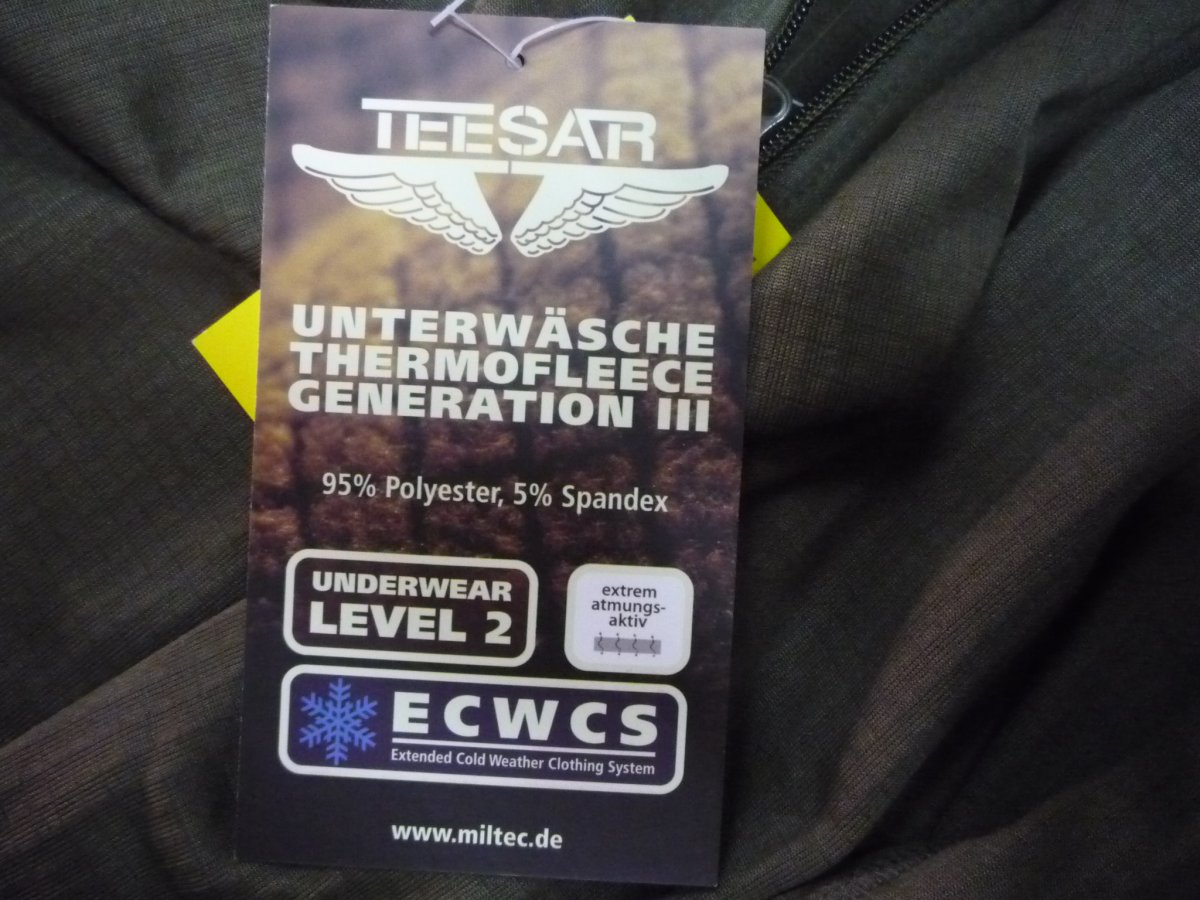 TEESAR
UNTERWÄSCHE
THERMOFLEECE
GENERATION III
95% Polyester, 5% Spandex
UNDERWEAR
LEVEL 2
extrem
atmungs-
aktiv
ECWCS
Extended Cold Weather Clothing System
www.miltec.de